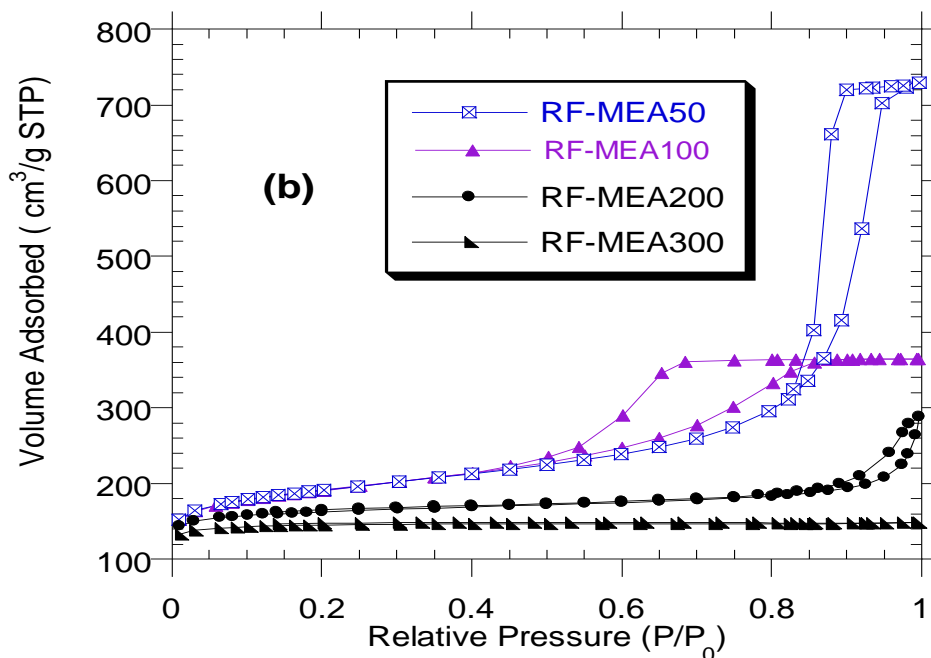 800
700
600
500
400
300
200
100
Volume Adsorbed ( cm³/g STP)
(b)
RF-MEA50
RF-MEA100
RF-MEA200
RF-MEA300
0 0.2 0.4 0.6 0.8 1
Relative Pressure (P/P₀)